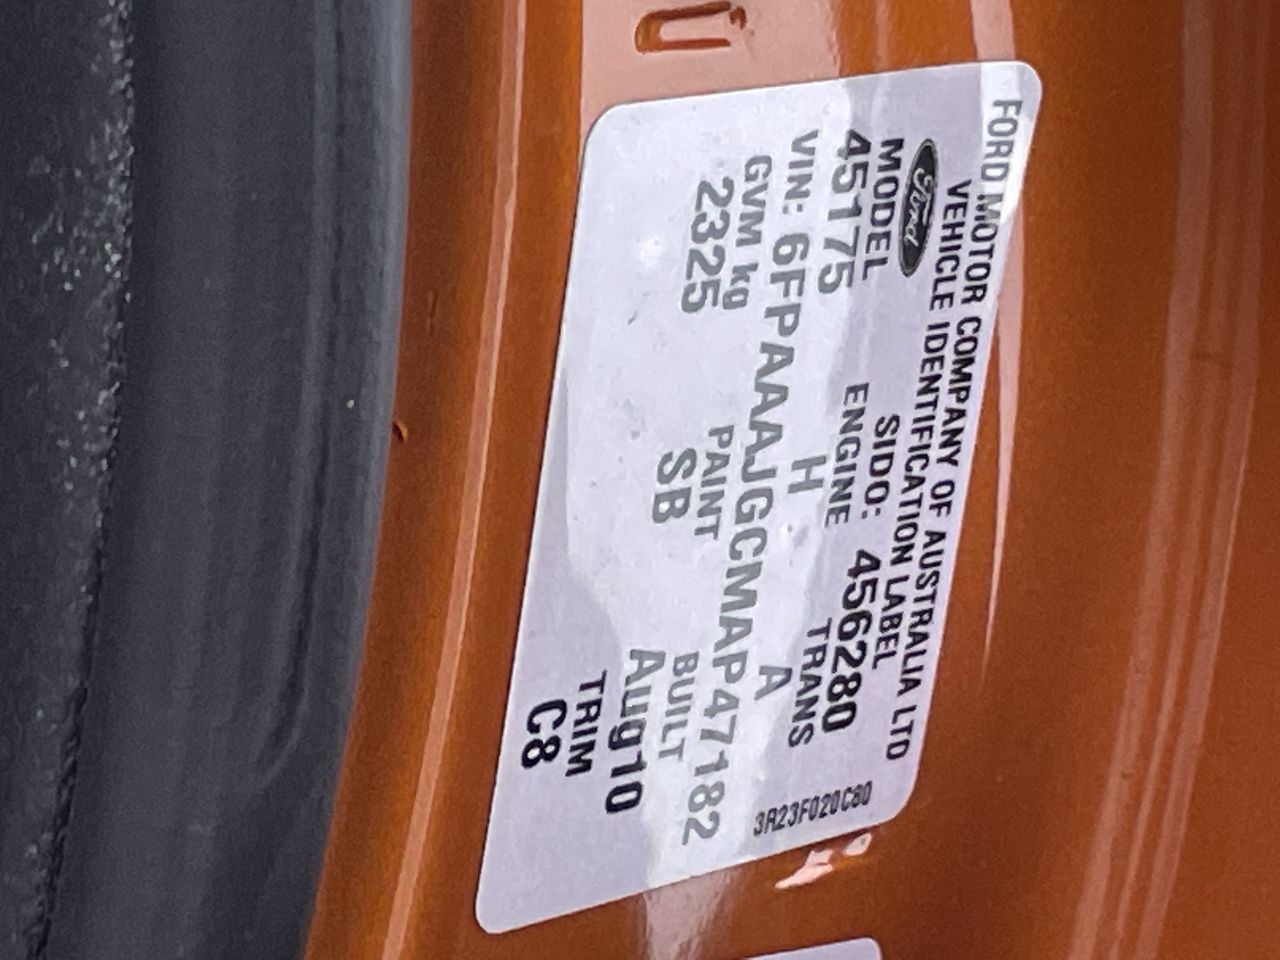 FORD MOTOR COMPANY OF AUSTRALIA LTD
VEHICLE IDENTIFICATION LABEL
Ford
SIDO: 456280
MODEL ENGINE TRANS
45175 H A
VIN: 6FPAAAJGCMAP47182
GVM kg PAINT BUILT TRIM
2325 SB Aug10 C8
3R23F020C80